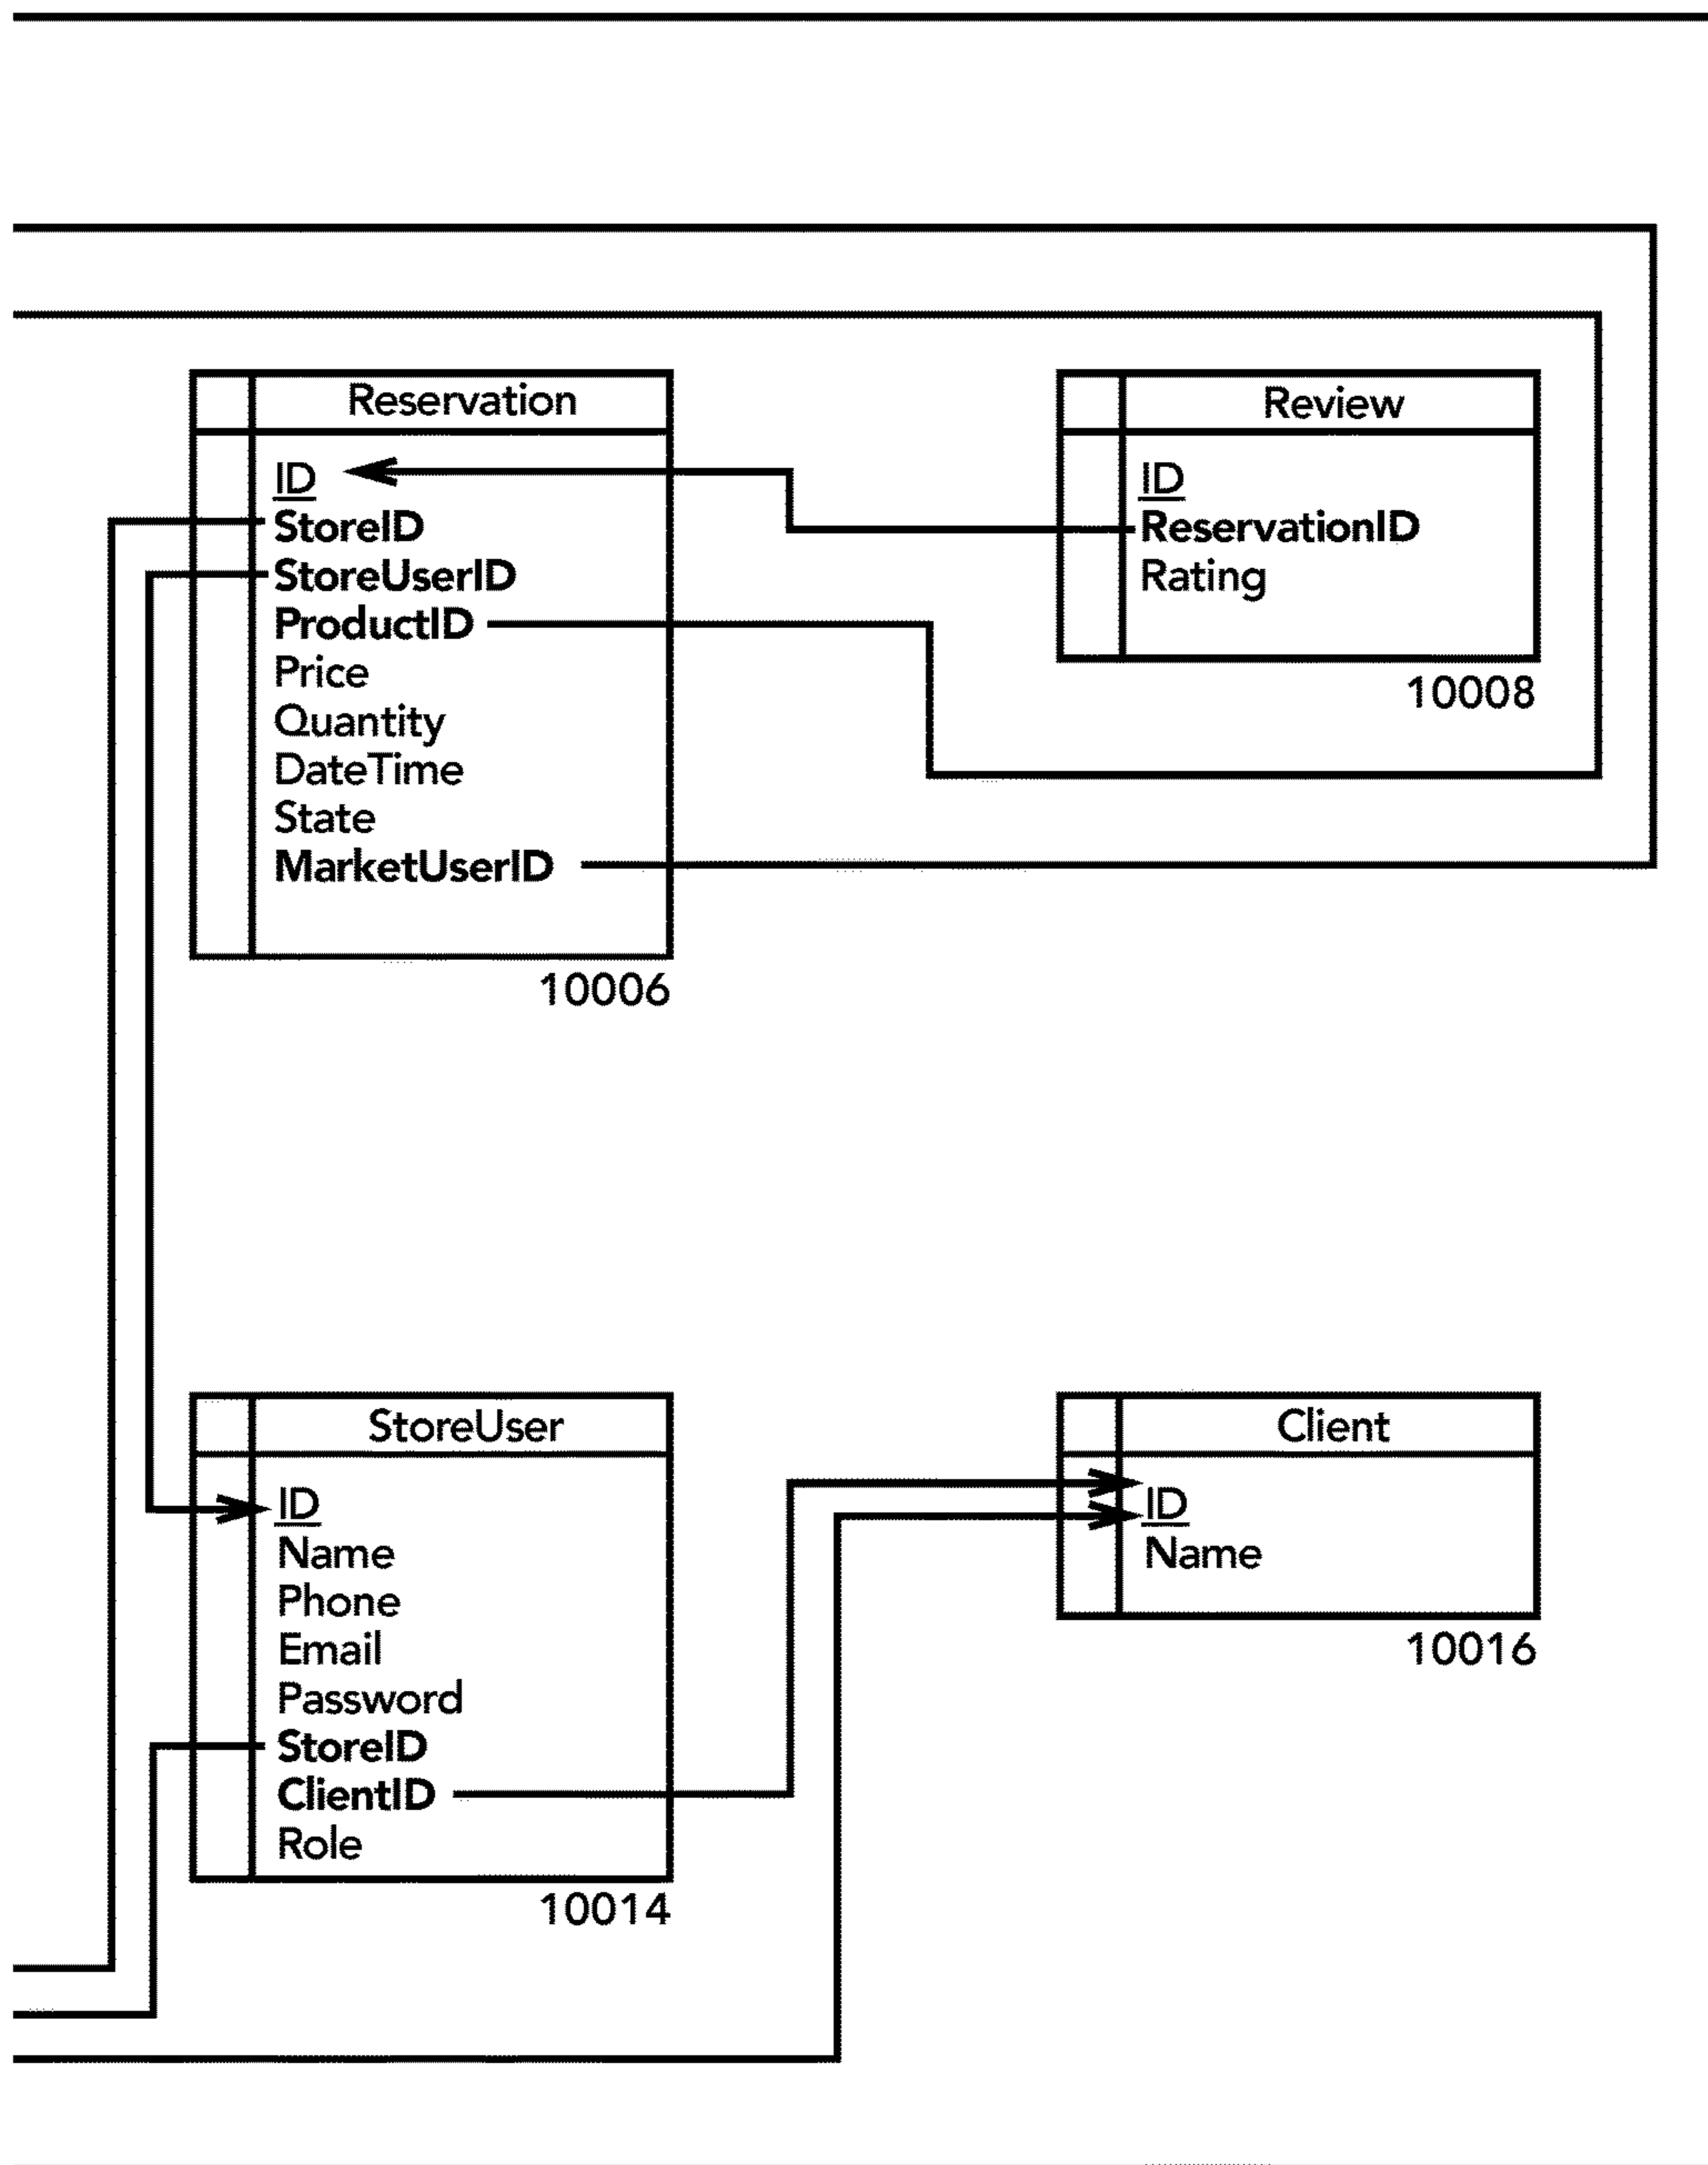 Reservation
ID
StoreID
StoreUserID
ProductID
Price
Quantity
DateTime
State
MarketUserID
10006
Review
ID
ReservationID
Rating
10008
StoreUser
ID
Name
Phone
Email
Password
StoreID
ClientID
Role
10014
Client
ID
Name
10016